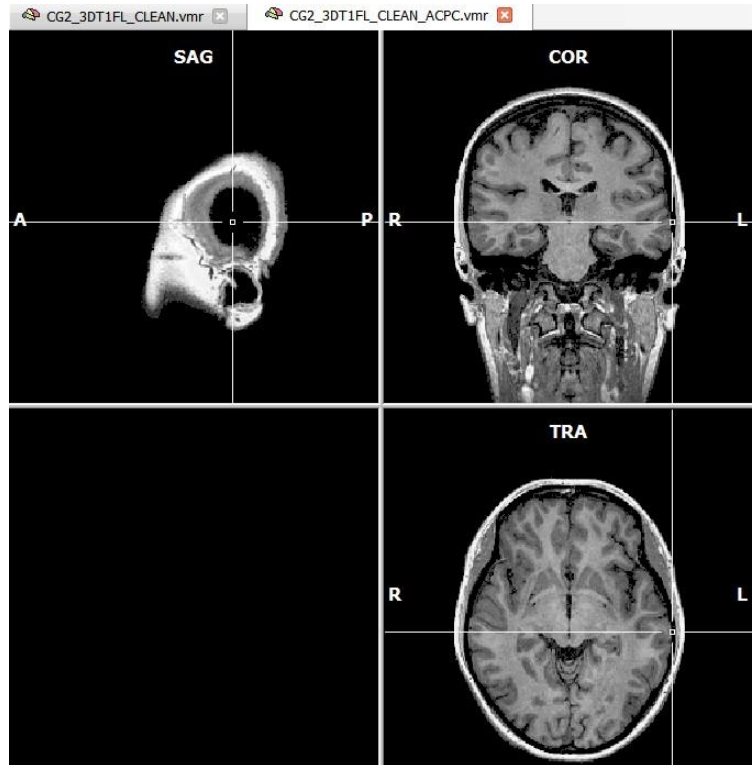 CG2_3DT1FL_CLEAN.vmr CG2_3DT1FL_CLEAN_ACPC.vmr
SAG COR
A P R L
TRA
R L